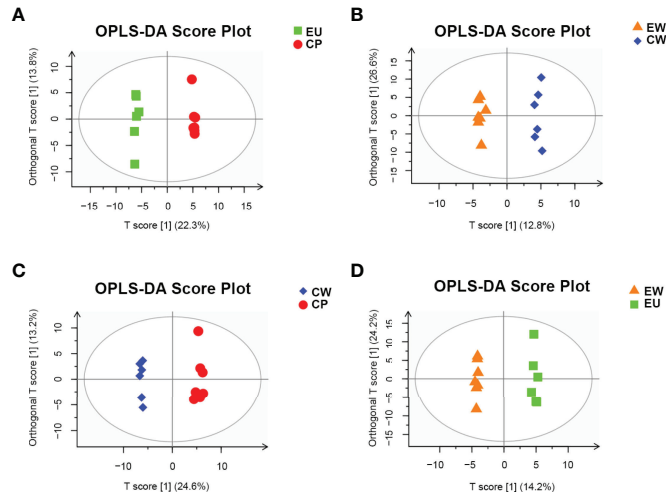 A
OPLS-DA Score Plot
EU
CP
Orthogonal T score [1] (13.8%)
10
5
0
−5
−10
−15 −10 −5 0 5 10 15
T score [1] (22.3%)
B
OPLS-DA Score Plot
EW
CW
Orthogonal T score [1] (26.6%)
15
10
5
0
−5
−10
−15
−10 −5 0 5 10
T score [1] (12.8%)
C
OPLS-DA Score Plot
CW
CP
Orthogonal T score [1] (13.2%)
10
5
0
−5
−10
−10 0 10
T score [1] (24.6%)
D
OPLS-DA Score Plot
EW
EU
Orthogonal T score [1] (24.2%)
15
10
5
0
−5
−10
−15
−10 −5 0 5 10
T score [1] (14.2%)